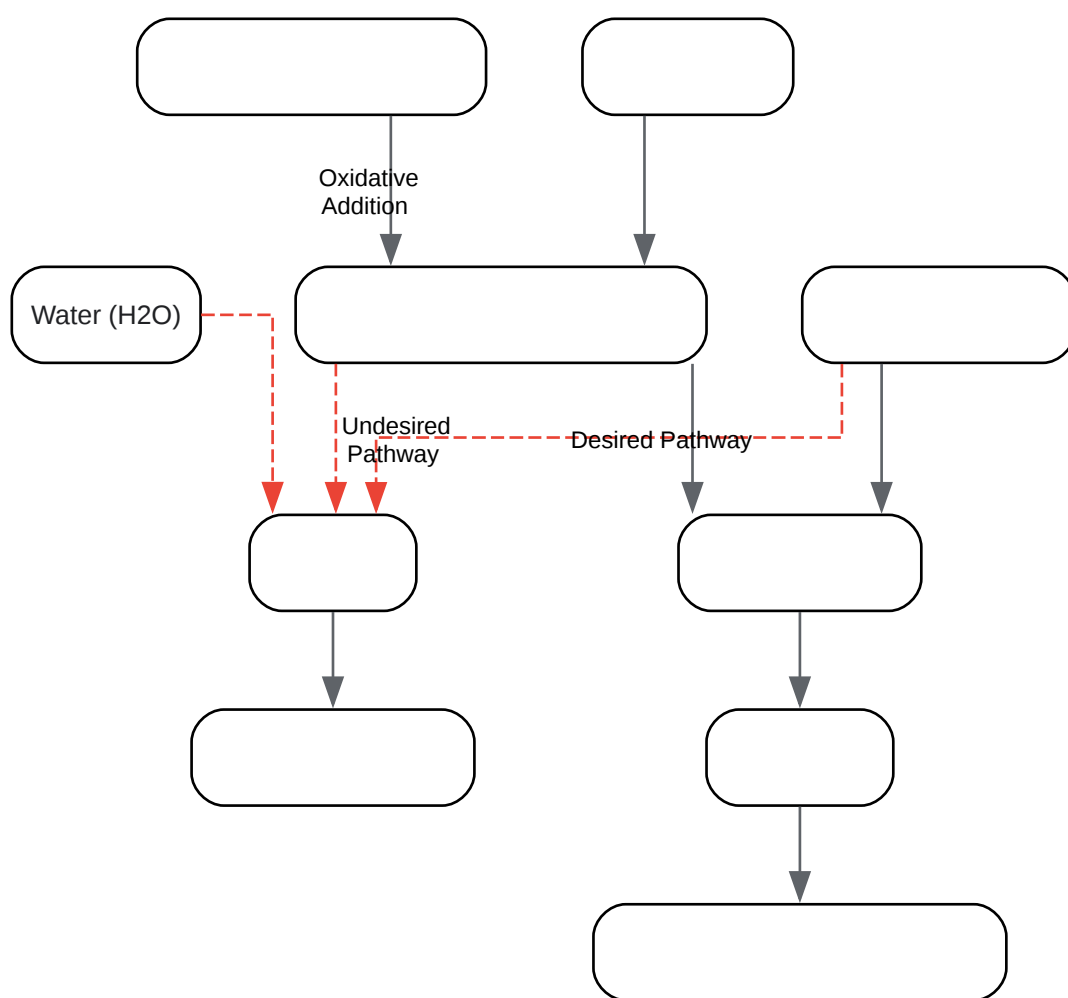 Oxidative
Addition
Water (H2O)
Undesired
Pathway
Desired Pathway